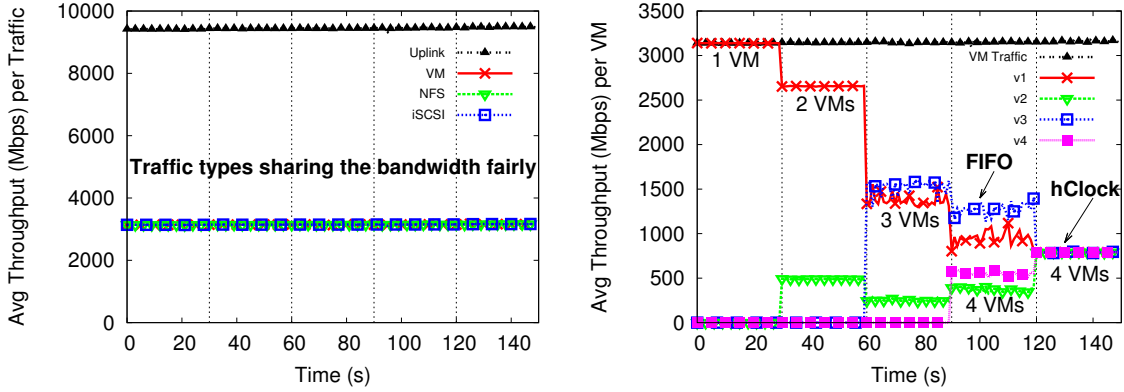 Avg Throughput (Mbps) per Traffic
10000
8000
6000
4000
2000
0
Uplink
VM
NFS
iSCSI
Traffic types sharing the bandwidth fairly
0 20 40 60 80 100 120 140
Time (s)
Avg Throughput (Mbps) per VM
3500
3000
2500
2000
1500
1000
500
0
VM Traffic
v1
v2
v3
v4
1 VM
2 VMs
FIFO
hClock
3 VMs
4 VMs
4 VMs
0 20 40 60 80 100 120 140
Time (s)